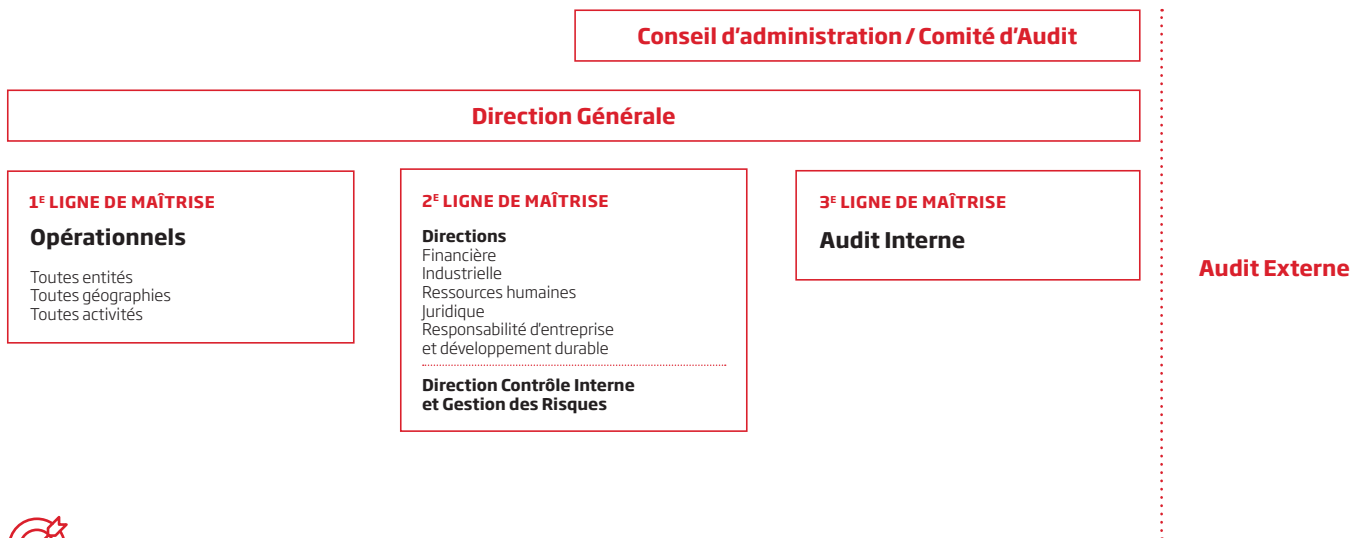 Conseil d'administration / Comité d'Audit
Direction Générale
1E LIGNE DE MAÎTRISE
Opérationnels
Toutes entités
Toutes géographies
Toutes activités
2E LIGNE DE MAÎTRISE
Directions
Financière
Industrielle
Ressources humaines
Juridique
Responsabilité d'entreprise
et développement durable
Direction Contrôle Interne
et Gestion des Risques
3E LIGNE DE MAÎTRISE
Audit Interne
Audit Externe